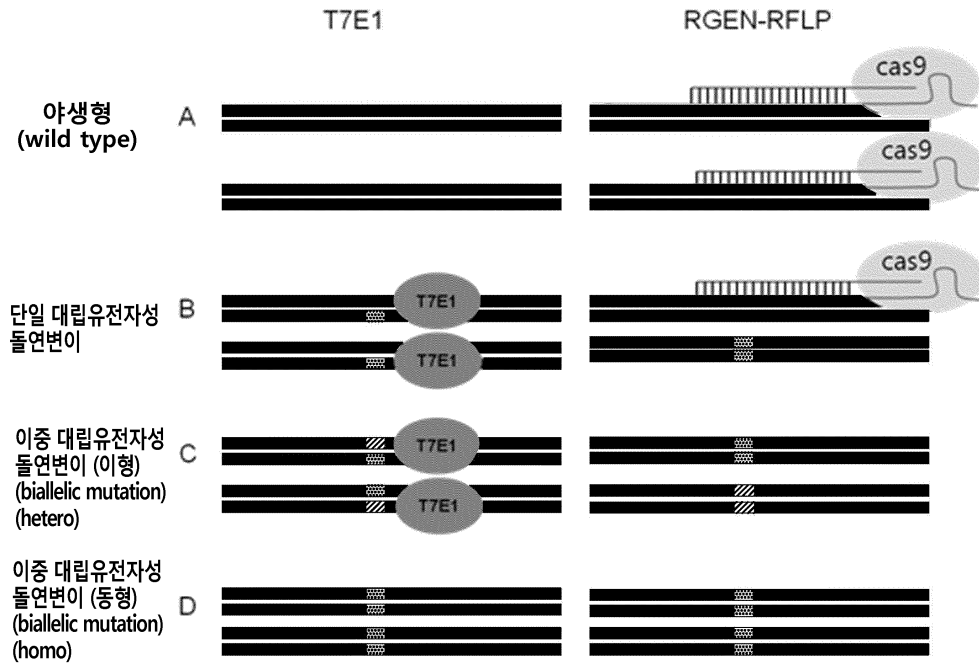 T7E1
RGEN-RFLP
야생형
(wild type)
A
cas9
cas9
단일 대립유전자성
돌연변이
B
T7E1
T7E1
cas9
이중 대립유전자성
돌연변이 (이형)
(biallelic mutation)
(hetero)
C
T7E1
T7E1
이중 대립유전자성
돌연변이 (동형)
(biallelic mutation)
(homo)
D